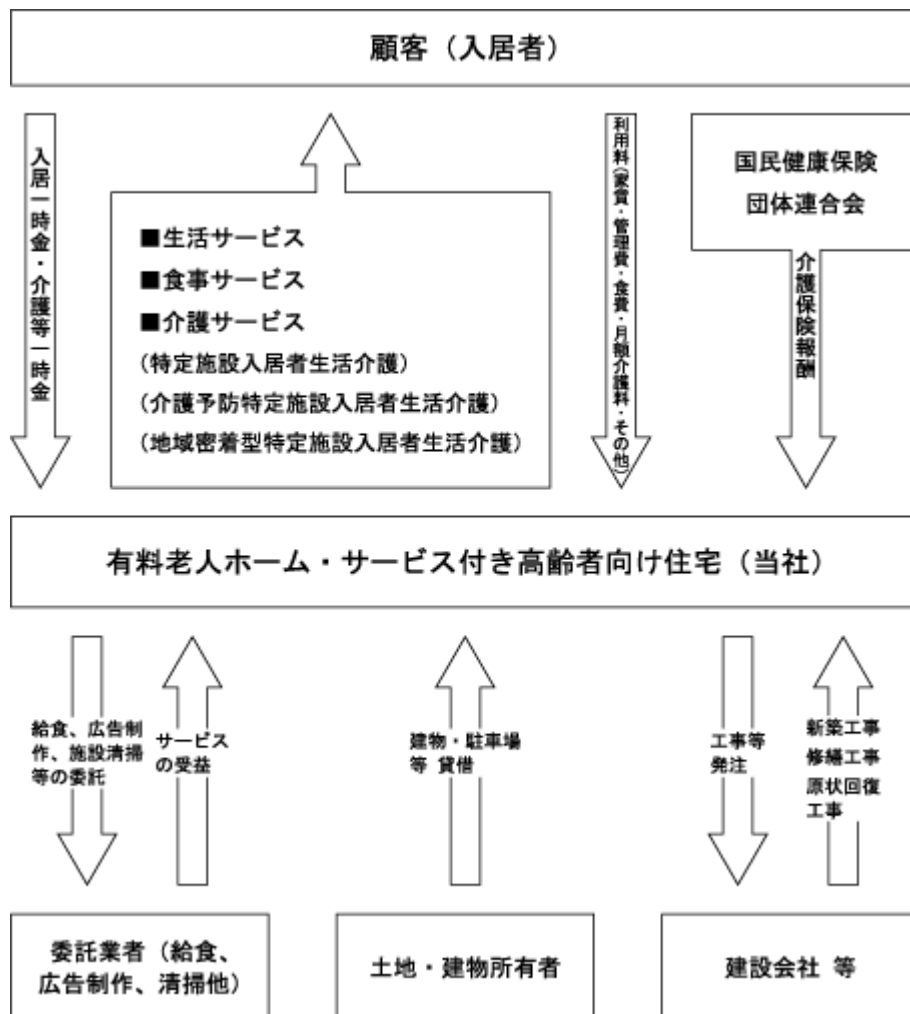 顧客（入居者）
入居一時金・介護等一時金
■生活サービス
■食事サービス
■介護サービス
(特定施設入居者生活介護)
(介護予防特定施設入居者生活介護)
(地域密着型特定施設入居者生活介護)
利用料(家賃・管理費・食費・月額介護料・その他)
国民健康保険
団体連合会
介護保険報酬
有料老人ホーム・サービス付き高齢者向け住宅（当社）
給食、広告制
作、施設清掃
等の委託
サービス
の受益
建物・駐車場
等 賃借
工事等
発注
新築工事
修繕工事
原状回復
工事
委託業者（給食、
広告制作、清掃他）
土地・建物所有者
建設会社 等